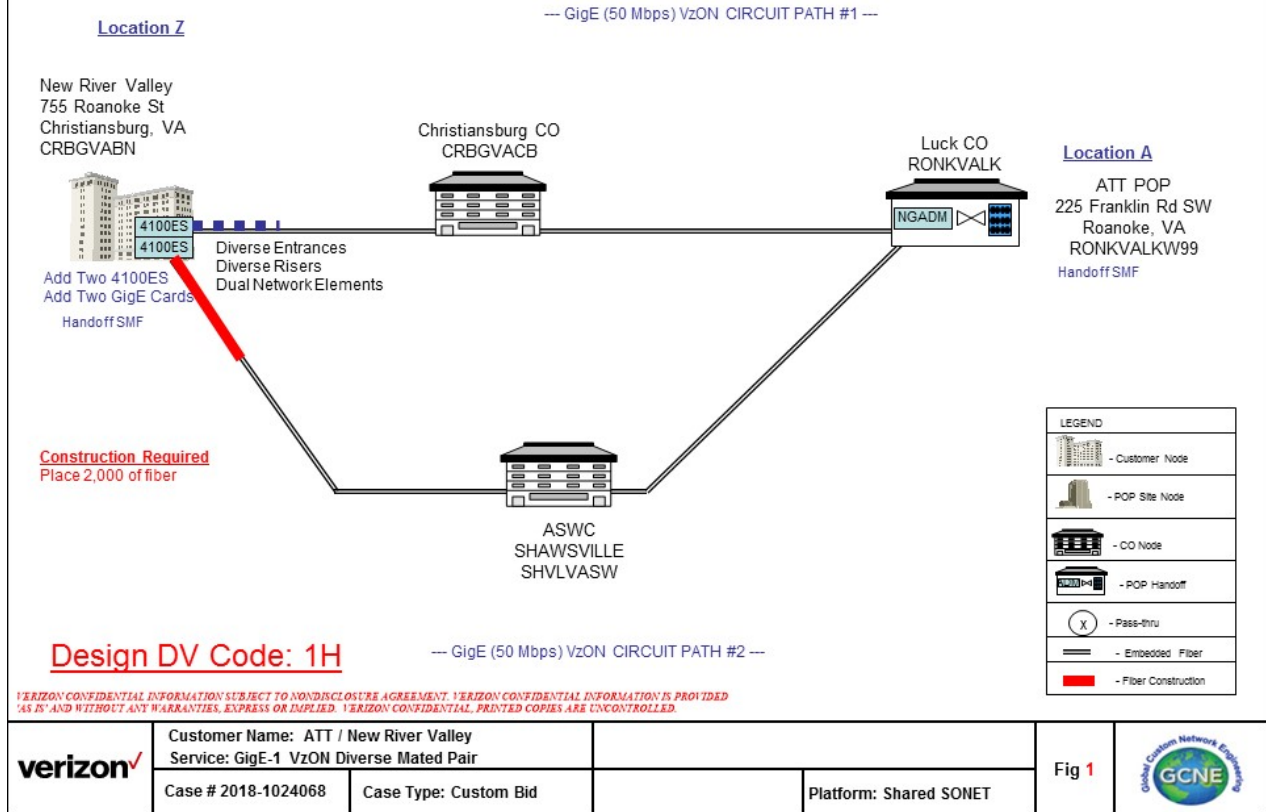 --- GigE (50 Mbps) VzON CIRCUIT PATH #1 ---
Location Z
New River Valley
755 Roanoke St
Christiansburg, VA
CRBGVABN
4100ES
4100ES
Add Two 4100ES
Add Two GigE Cards
Handoff SMF
Diverse Entrances
Diverse Risers
Dual Network Elements
Christiansburg CO
CRBGVACB
Luck CO
RONKVALK
NGADM
Location A
ATT POP
225 Franklin Rd SW
Roanoke, VA
RONKVALKW99
Handoff SMF
Construction Required
Place 2,000 of fiber
ASWC
SHAWSVILLE
SHVLVASW
LEGEND
- Customer Node
- POP Site Node
- CO Node
ADM
- POP Handoff
X
- Pass-thru
- Embedded Fiber
- Fiber Construction
Design DV Code: 1H
--- GigE (50 Mbps) VzON CIRCUIT PATH #2 ---
VERIZON CONFIDENTIAL INFORMATION SUBJECT TO NONDISCLOSURE AGREEMENT. VERIZON CONFIDENTIAL INFORMATION IS PROVIDED
'AS IS' AND WITHOUT ANY WARRANTIES, EXPRESS OR IMPLIED. VERIZON CONFIDENTIAL, PRINTED COPIES ARE UNCONTROLLED.
verizon✓
Customer Name: ATT / New River Valley
Service: GigE-1 VzON Diverse Mated Pair
Case # 2018-1024068
Case Type: Custom Bid
Platform: Shared SONET
Fig 1
Global Custom Network Engineering
GCNE